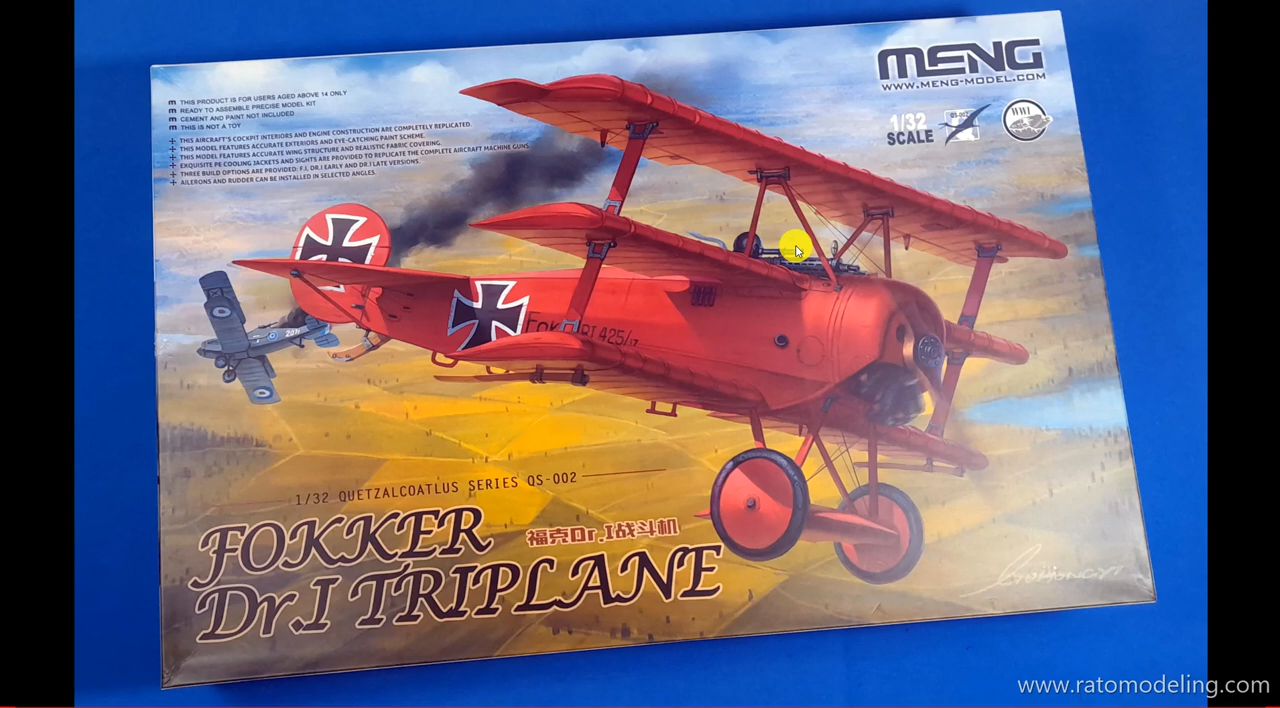 MENG
WWW.MENG-MODEL.COM
THIS PRODUCT IS FOR USERS AGED ABOVE 14 ONLY
READY TO ASSEMBLE PRECISE MODEL KIT
CEMENT AND PAINT NOT INCLUDED
THIS IS NOT A TOY
THIS AIRCRAFT'S COCKPIT INTERIORS AND ENGINE CONSTRUCTION ARE COMPLETELY REPLICATED.
THIS MODEL FEATURES ACCURATE EXTERIORS AND EYE-CATCHING PAINT SCHEME.
THIS MODEL FEATURES ACCURATE WING STRUCTURE AND REALISTIC FABRIC COVERING.
EXQUISITE PE COOLING JACKETS AND SIGHTS ARE PROVIDED TO REPLICATE THE COMPLETE AIRCRAFT MACHINE GUNS.
THREE BUILD OPTIONS ARE PROVIDED: F.I, DR.I EARLY AND DR.I LATE VERSIONS.
AILERONS AND RUDDER CAN BE INSTALLED IN SELECTED ANGLES.
1/32
SCALE
QS-002
WWI
425/17
1/32 QUETZALCOATLUS SERIES QS-002
FOKKER
福克Dr.I战斗机
Dr.I TRIPLANE
www.ratomodeling.com